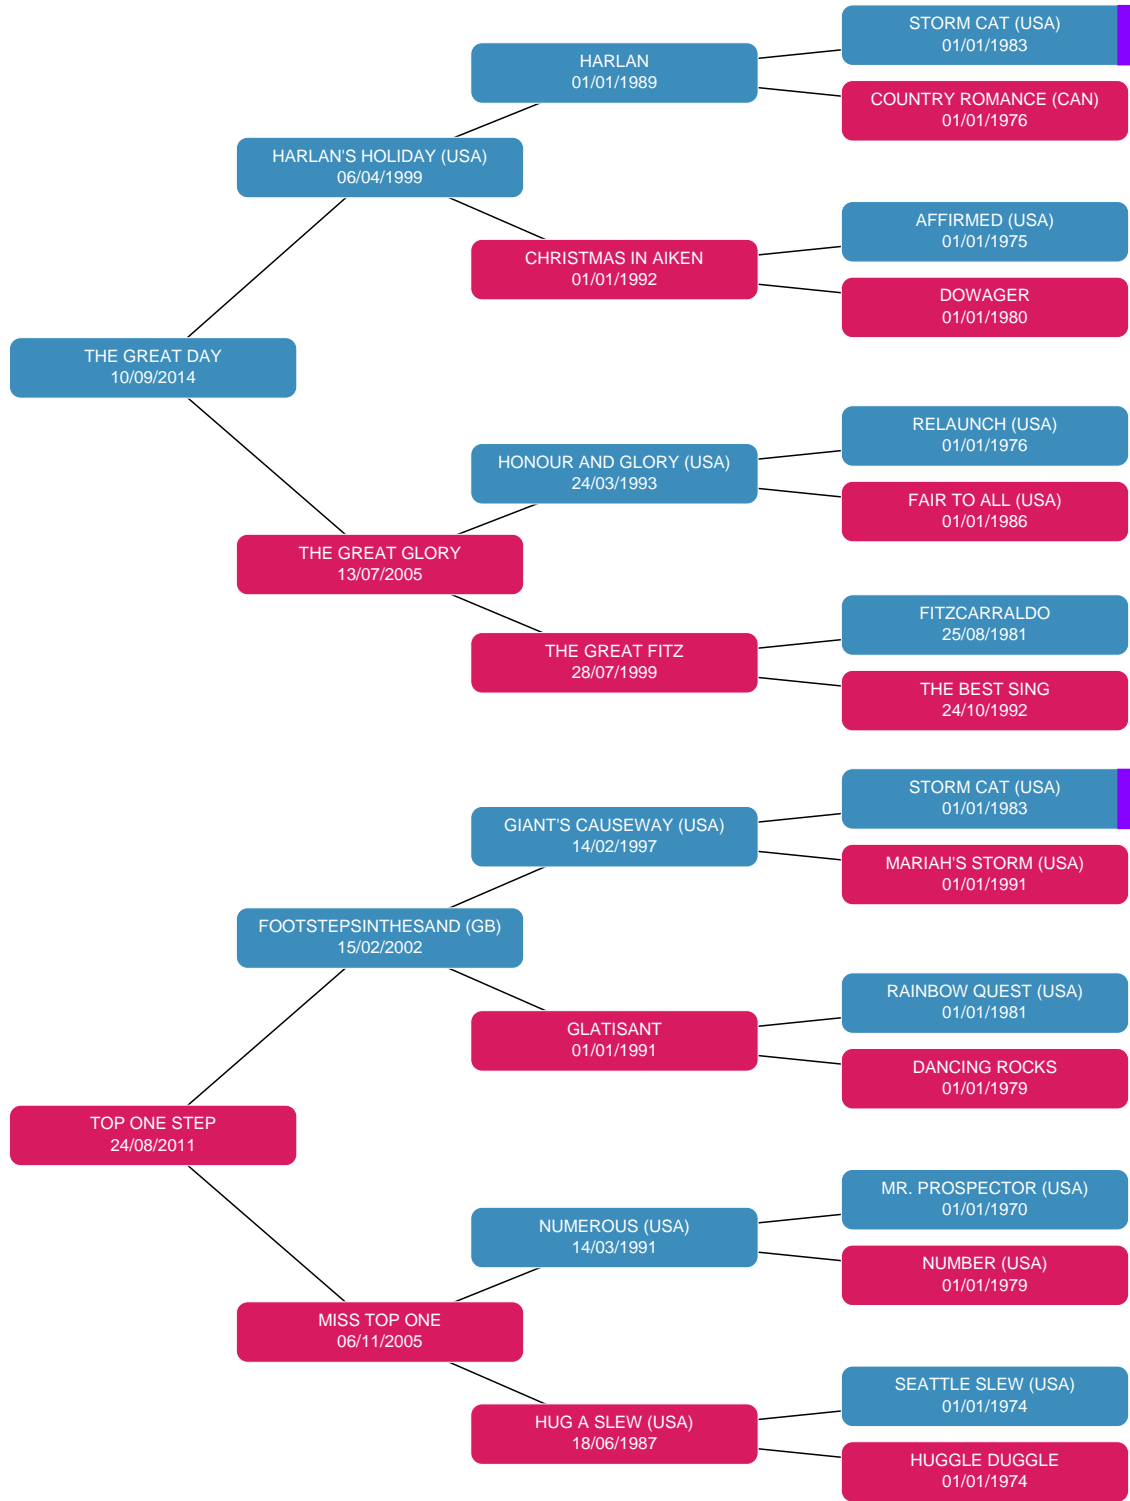 STORM CAT (USA)
01/01/1983
HARLAN
01/01/1989
COUNTRY ROMANCE (CAN)
01/01/1976
HARLAN'S HOLIDAY (USA)
06/04/1999
AFFIRMED (USA)
01/01/1975
CHRISTMAS IN AIKEN
01/01/1992
DOWAGER
01/01/1980
THE GREAT DAY
10/09/2014
RELAUNCH (USA)
01/01/1976
HONOUR AND GLORY (USA)
24/03/1993
FAIR TO ALL (USA)
01/01/1986
THE GREAT GLORY
13/07/2005
FITZCARRALDO
25/08/1981
THE GREAT FITZ
28/07/1999
THE BEST SING
24/10/1992
STORM CAT (USA)
01/01/1983
GIANT'S CAUSEWAY (USA)
14/02/1997
MARIAH'S STORM (USA)
01/01/1991
FOOTSTEPSINTHESAND (GB)
15/02/2002
RAINBOW QUEST (USA)
01/01/1981
GLATISANT
01/01/1991
DANCING ROCKS
01/01/1979
TOP ONE STEP
24/08/2011
MR. PROSPECTOR (USA)
01/01/1970
NUMEROUS (USA)
14/03/1991
NUMBER (USA)
01/01/1979
MISS TOP ONE
06/11/2005
SEATTLE SLEW (USA)
01/01/1974
HUG A SLEW (USA)
18/06/1987
HUGGLE DUGGLE
01/01/1974